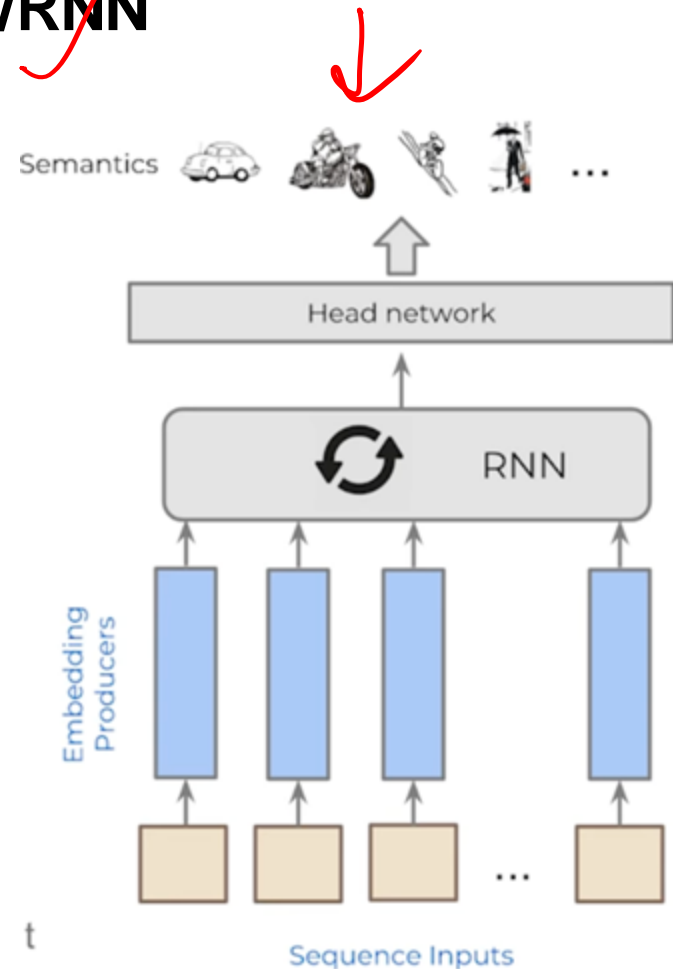 /RNN
Semantics
...
Head network
RNN
Embedding
Producers
...
t
Sequence Inputs